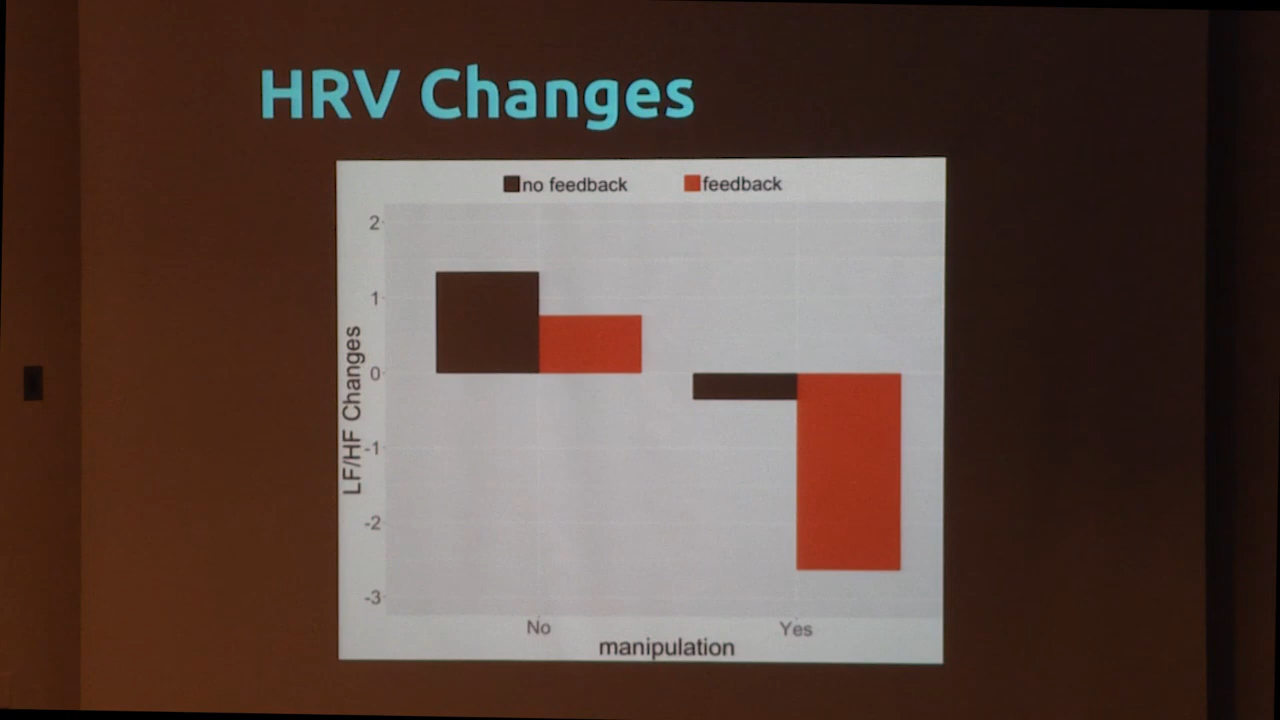 HRV Changes
no feedback
feedback
2
1
0
-1
-2
-3
LF/HF Changes
No
Yes
manipulation